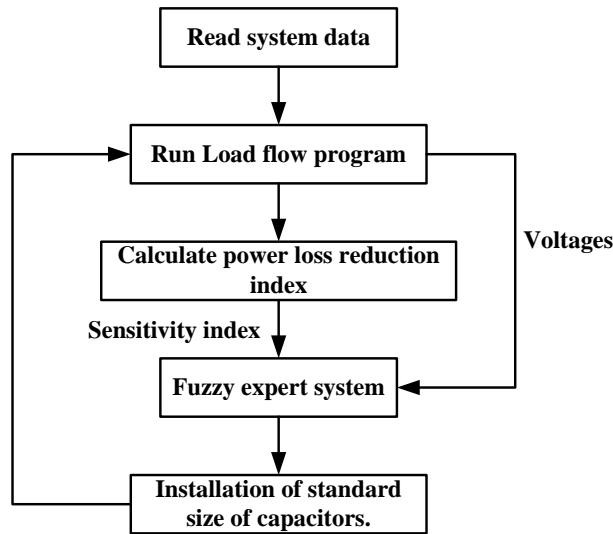 Read system data
Run Load flow program
Voltages
Calculate power loss reduction
index
Sensitivity index
Fuzzy expert system
Installation of standard
size of capacitors.